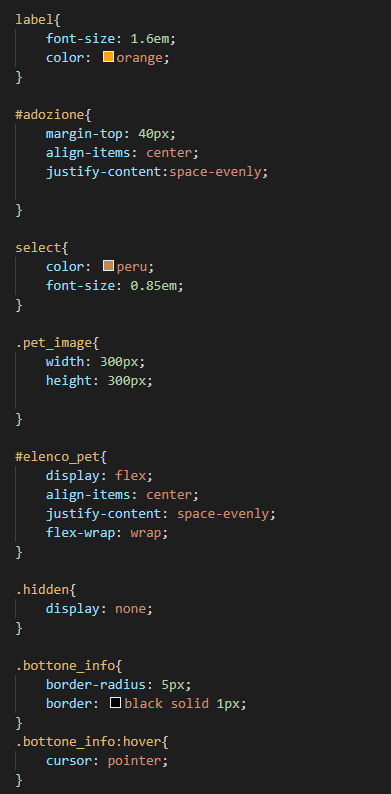 label{
    font-size: 1.6em;
    color: orange;
}

#adozione{
    margin-top: 40px;
    align-items: center;
    justify-content:space-evenly;

}

select{
    color: peru;
    font-size: 0.85em;
}

.pet_image{
    width: 300px;
    height: 300px;

}

#elenco_pet{
    display: flex;
    align-items: center;
    justify-content: space-evenly;
    flex-wrap: wrap;
}

.hidden{
    display: none;
}

.bottone_info{
    border-radius: 5px;
    border: black solid 1px;
}
.bottone_info:hover{
    cursor: pointer;
}